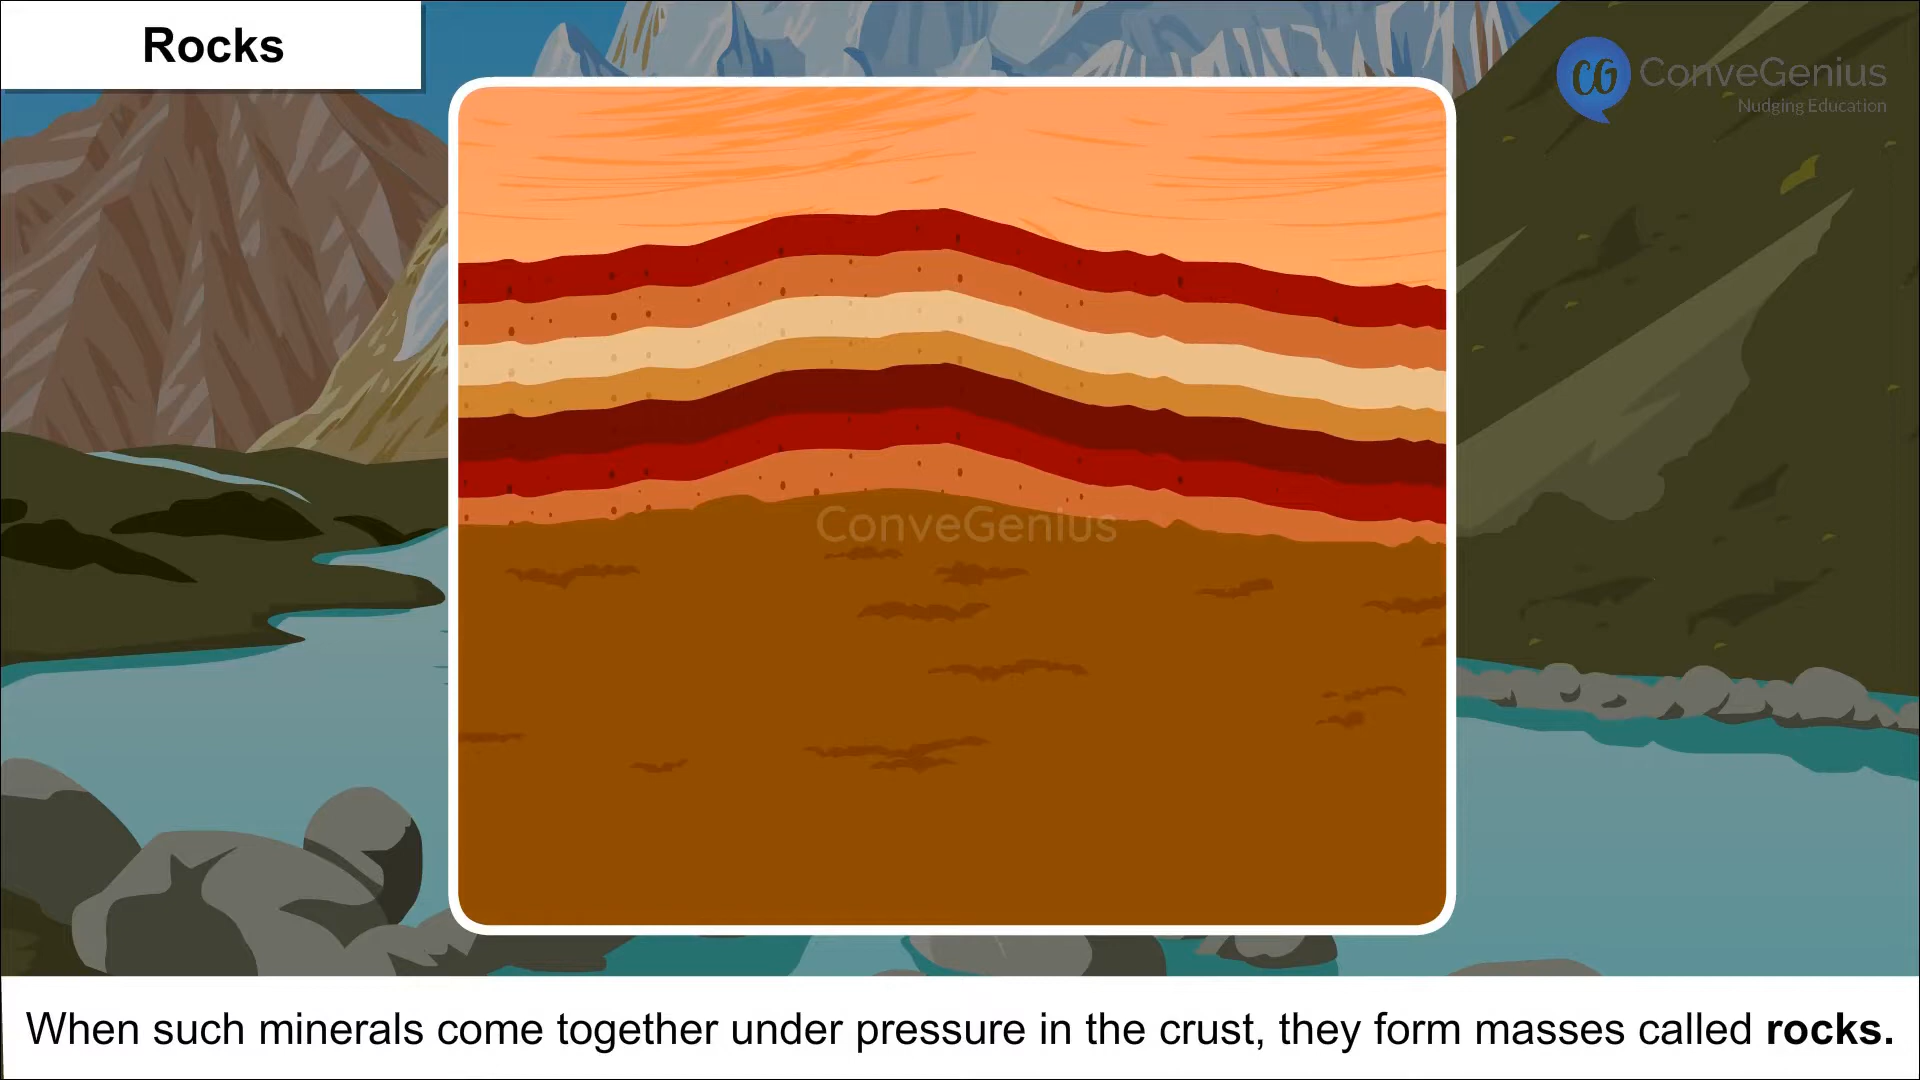 Rocks
CG ConveGenius
Nudging Education
ConveGenius
When such minerals come together under pressure in the crust, they form masses called rocks.